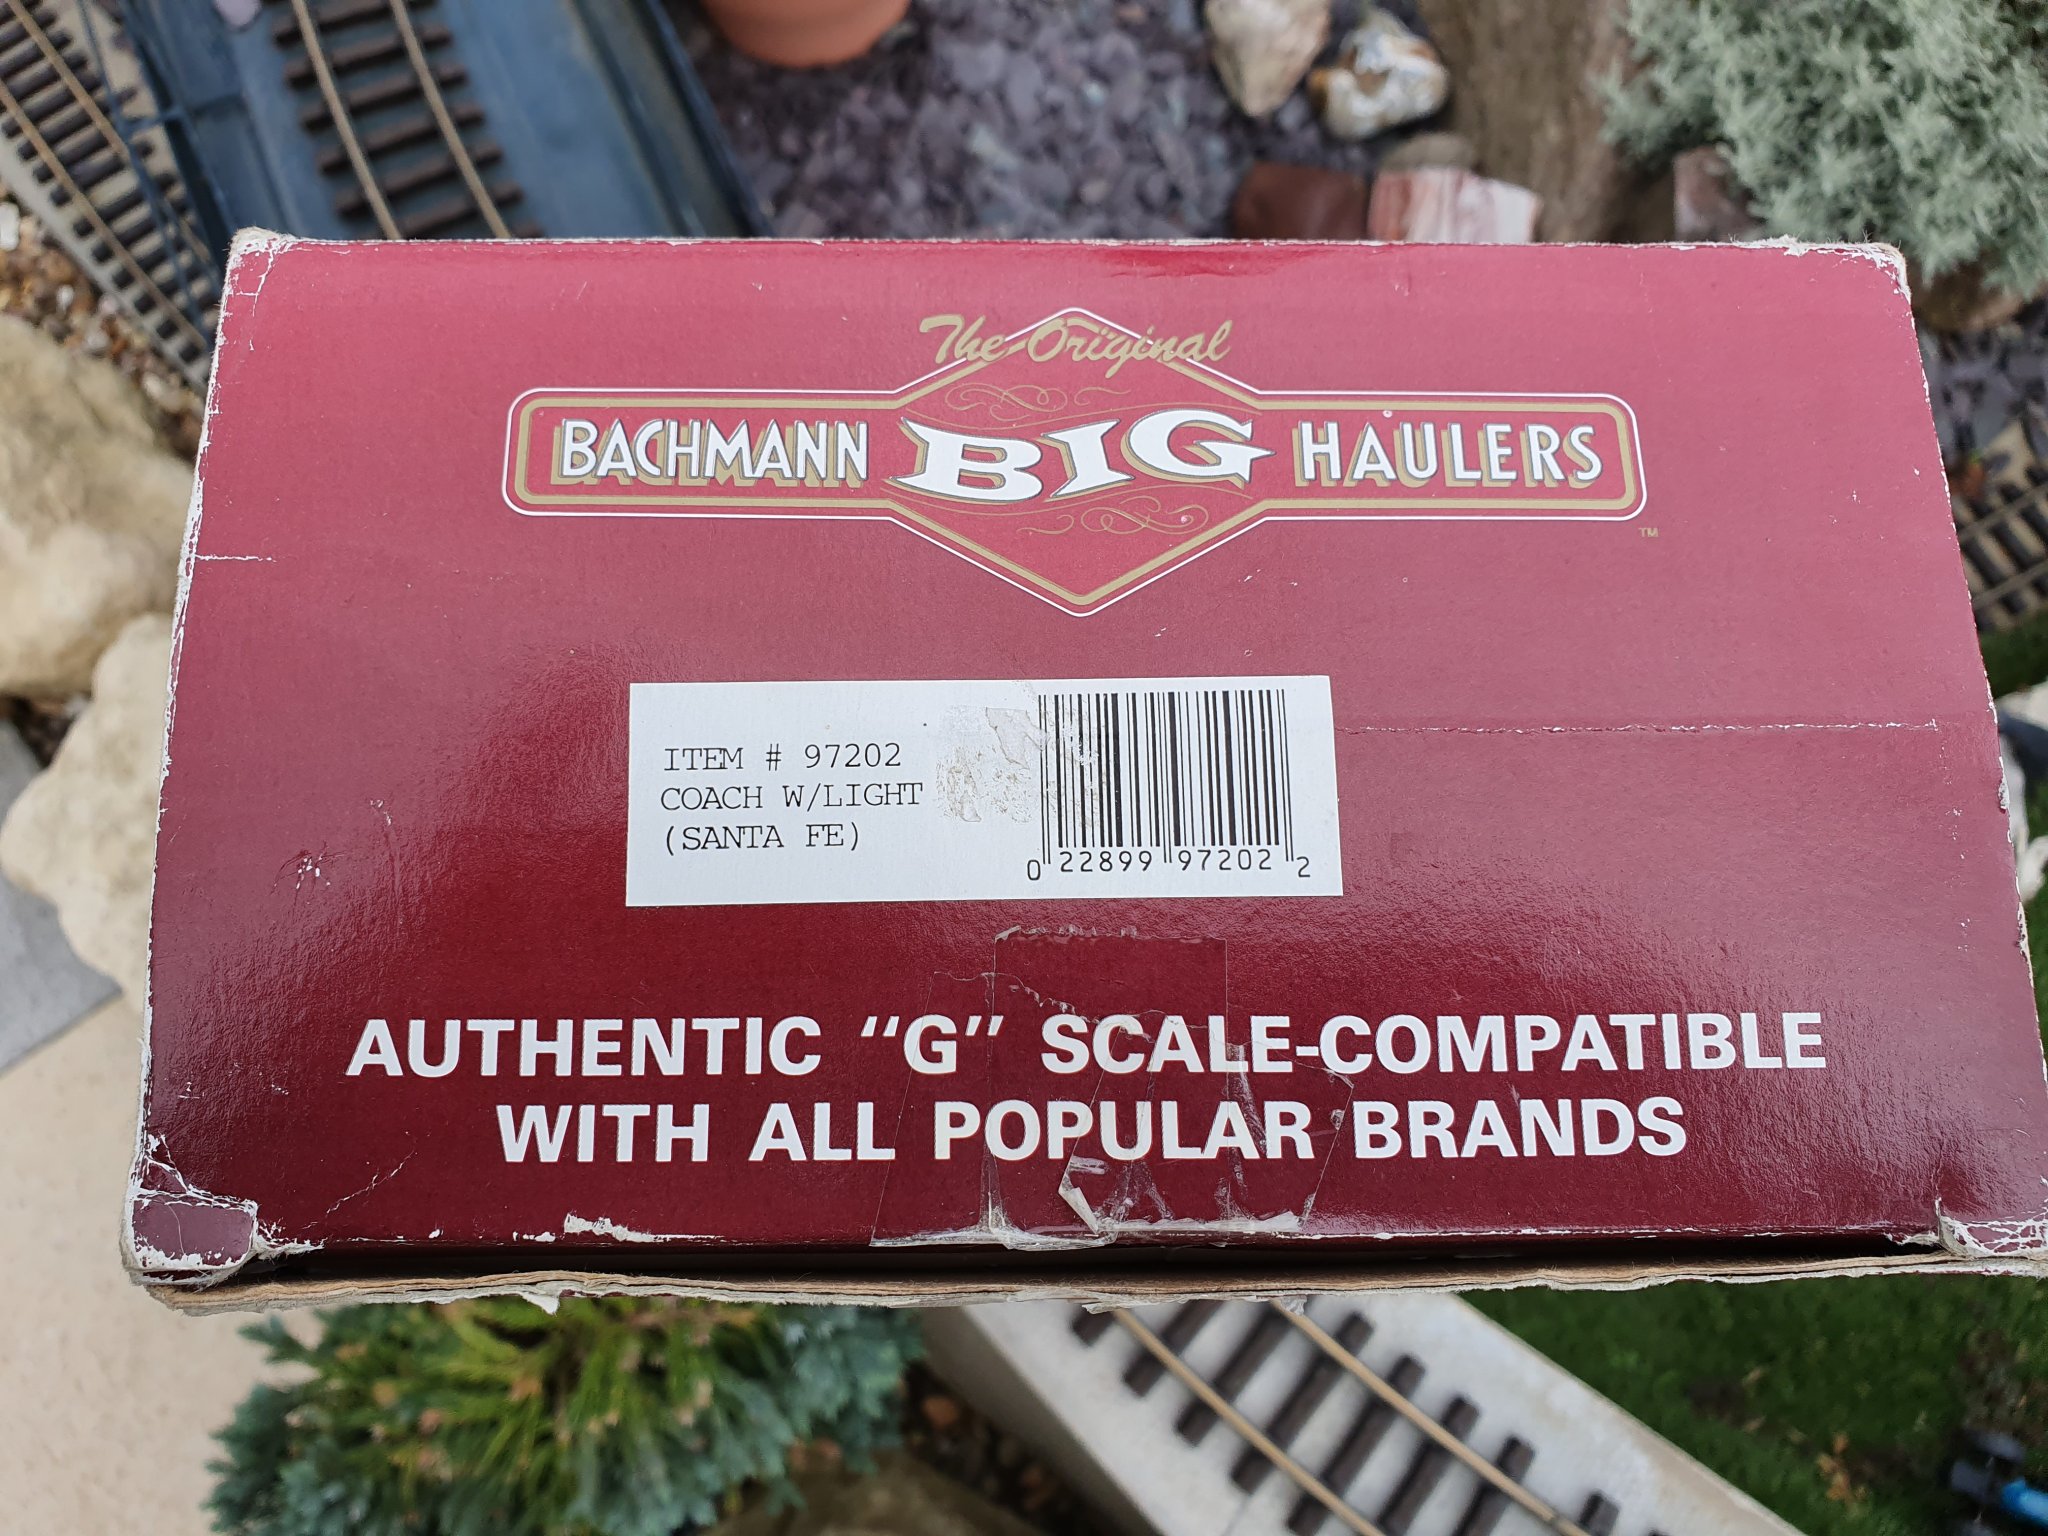 The Original
BACHMANN BIG HAULERS
TM
ITEM # 97202
COACH W/LIGHT
(SANTA FE)
0 22899 97202 2
AUTHENTIC "G" SCALE-COMPATIBLE
WITH ALL POPULAR BRANDS